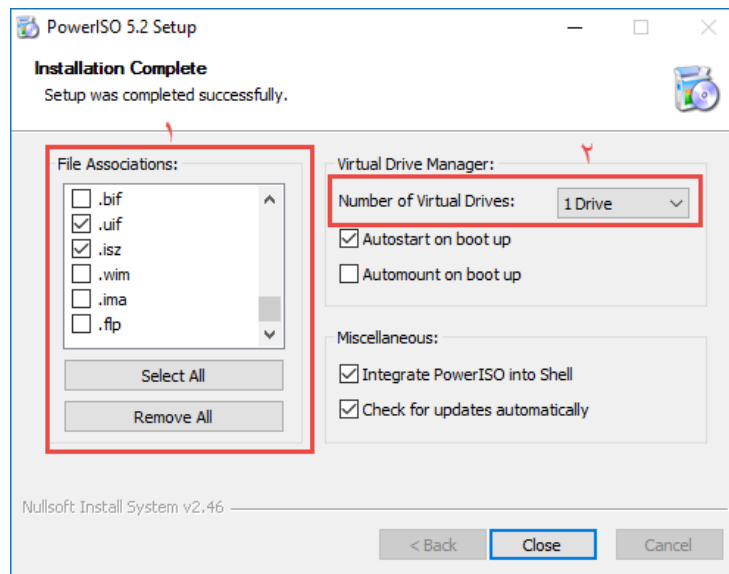 PowerISO 5.2 Setup
Installation Complete
Setup was completed successfully.
۱
File Associations:
.bif
.uif
.isz
.wim
.ima
.flp
Select All
Remove All
۲
Virtual Drive Manager:
Number of Virtual Drives: 1 Drive
Autostart on boot up
Automount on boot up
Miscellaneous:
Integrate PowerISO into Shell
Check for updates automatically
Nullsoft Install System v2.46
< Back Close Cancel